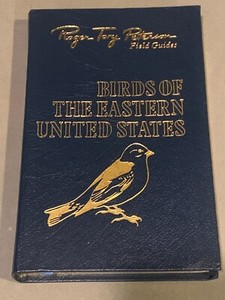 Roger Tory Peterson
Field Guides
BIRDS OF
THE EASTERN
UNITED STATES